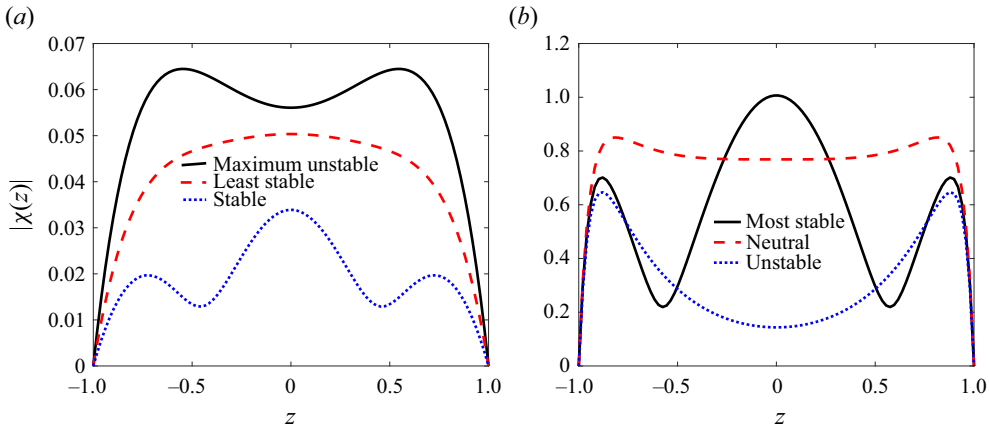 (a)
(b)
0.07
0.06
0.05
0.04
0.03
0.02
0.01
0
|χ(z)|
Maximum unstable
Least stable
Stable
–1.0 –0.5 0 0.5 1.0
z
1.2
1.0
0.8
0.6
0.4
0.2
0
Most stable
Neutral
Unstable
–1.0 –0.5 0 0.5 1.0
z